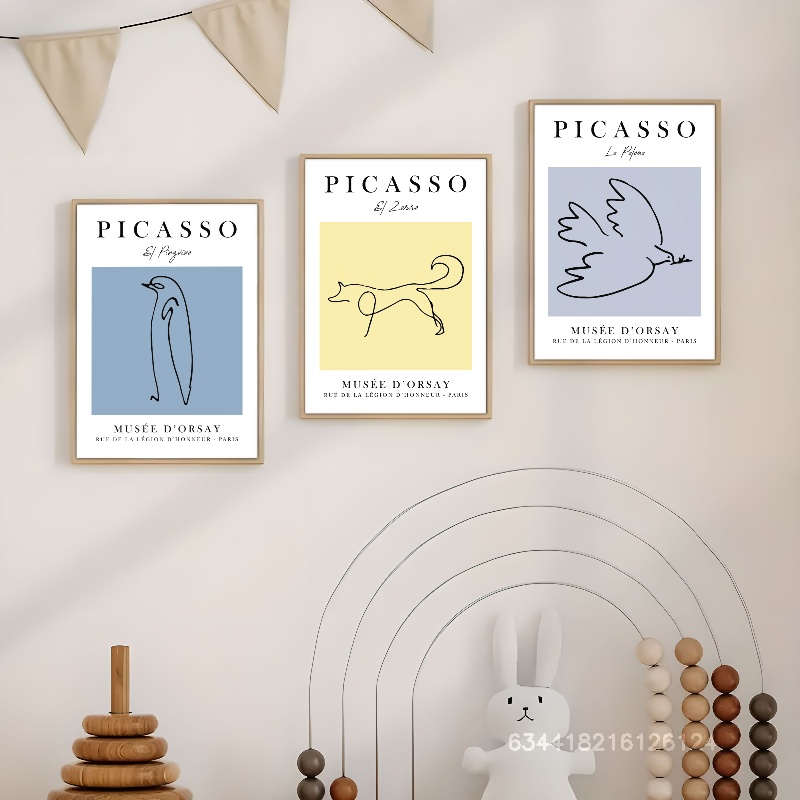 PICASSO
El Pingüino
MUSÉE D'ORSAY
RUE DE LA LÉGION D'HONNEUR - PARIS
PICASSO
El Zorro
MUSÉE D'ORSAY
RUE DE LA LÉGION D'HONNEUR - PARIS
PICASSO
La
MUSÉE D'ORSAY
RUE DE LA LÉGION D'HONNEUR - PARIS
634418216126124